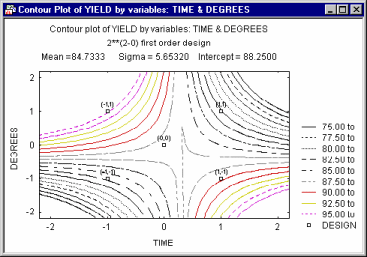 Contour Plot of YIELD by variables: TIME & DEGREES
Contour Plot of YIELD by variables: TIME & DEGREES
2**(2-0) first order design
Mean =84.7333 Sigma = 5.65320 Intercept = 88.2500
DEGREES
2
1
0
-1
-2
(-1,1)
(1,1)
(0,0)
(-1,-1)
(1,-1)
-2
-1
0
1
2
TIME
75.00 to
77.50 to
80.00 to
82.50 to
85.00 to
87.50 to
90.00 to
92.50 to
95.00 to
DESIGN